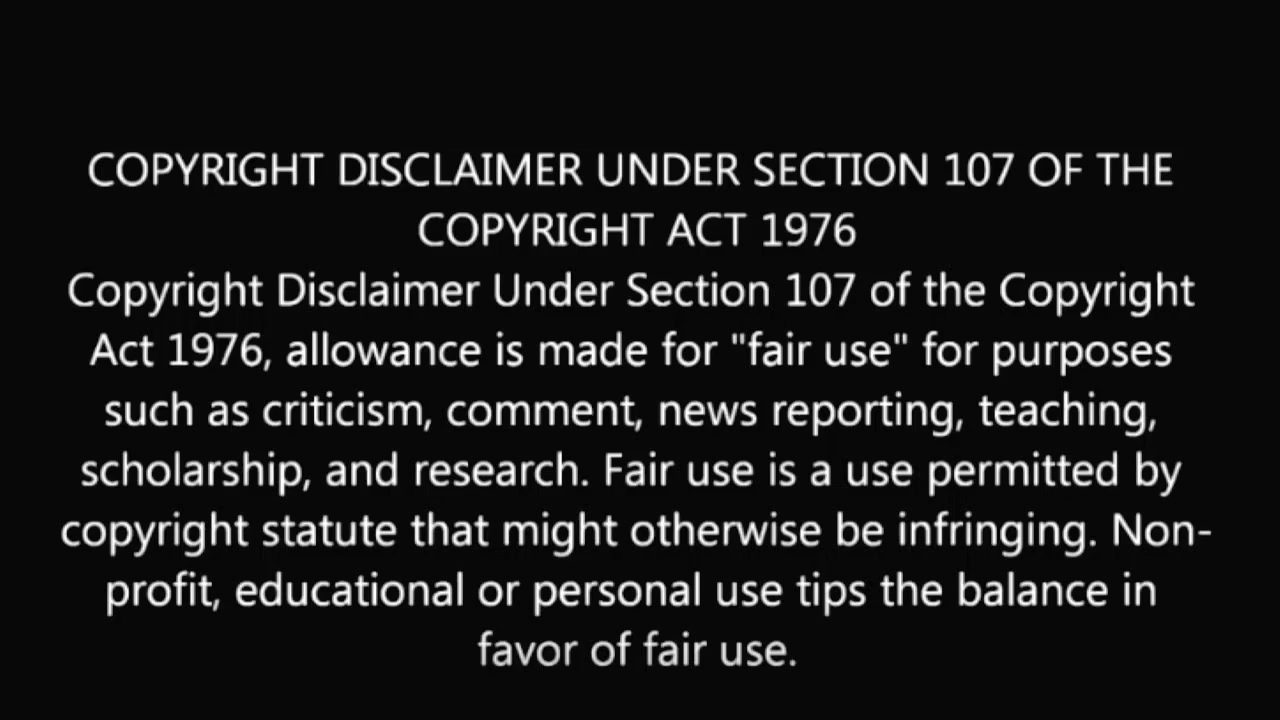 COPYRIGHT DISCLAIMER UNDER SECTION 107 OF THE
COPYRIGHT ACT 1976
Copyright Disclaimer Under Section 107 of the Copyright
Act 1976, allowance is made for "fair use" for purposes
such as criticism, comment, news reporting, teaching,
scholarship, and research. Fair use is a use permitted by
copyright statute that might otherwise be infringing. Non-
profit, educational or personal use tips the balance in
favor of fair use.